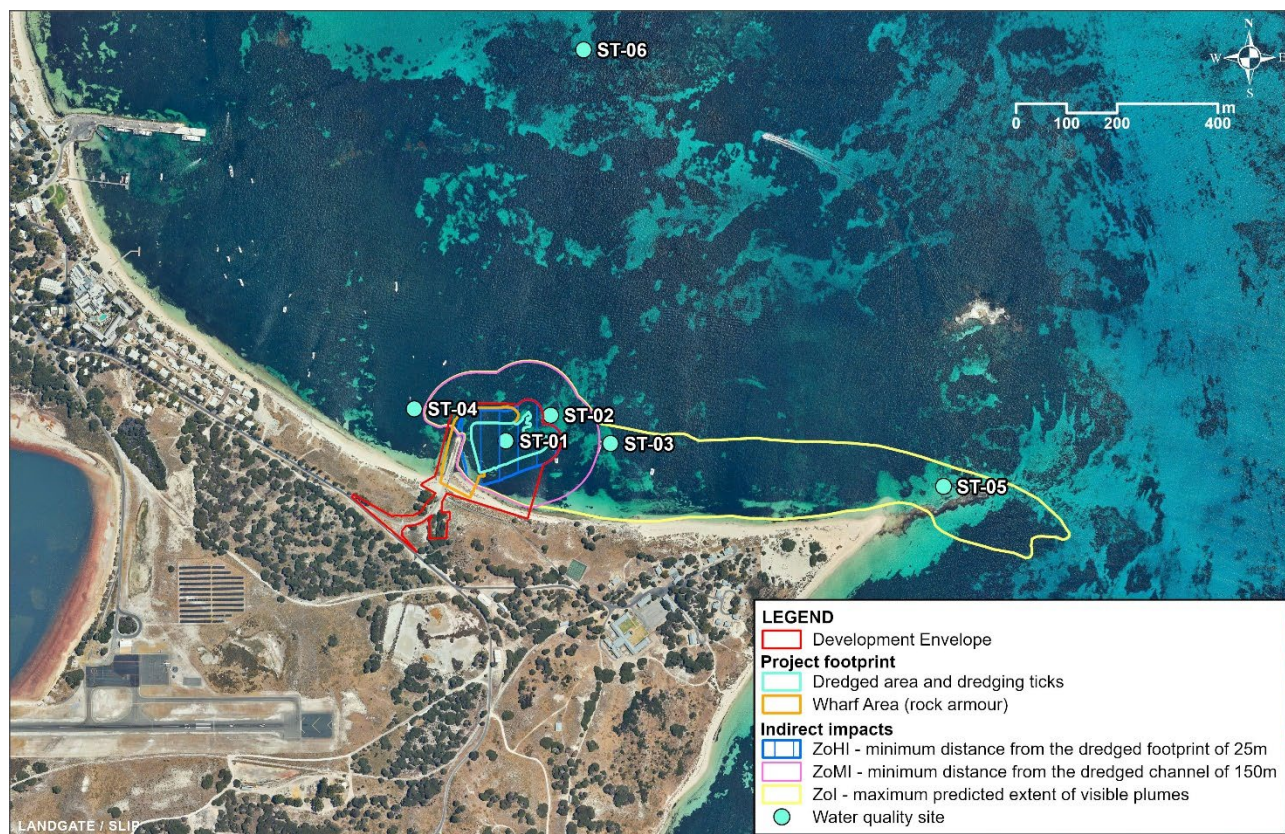 ST-06
N
W E
S
m
0 100 200 400
ST-04
ST-02
ST-01
ST-03
ST-05
LEGEND
Development Envelope
Project footprint
Dredged area and dredging ticks
Wharf Area (rock armour)
Indirect impacts
ZoHI - minimum distance from the dredged footprint of 25m
ZoMI - minimum distance from the dredged channel of 150m
ZoI - maximum predicted extent of visible plumes
Water quality site
LANDGATE / SLIP